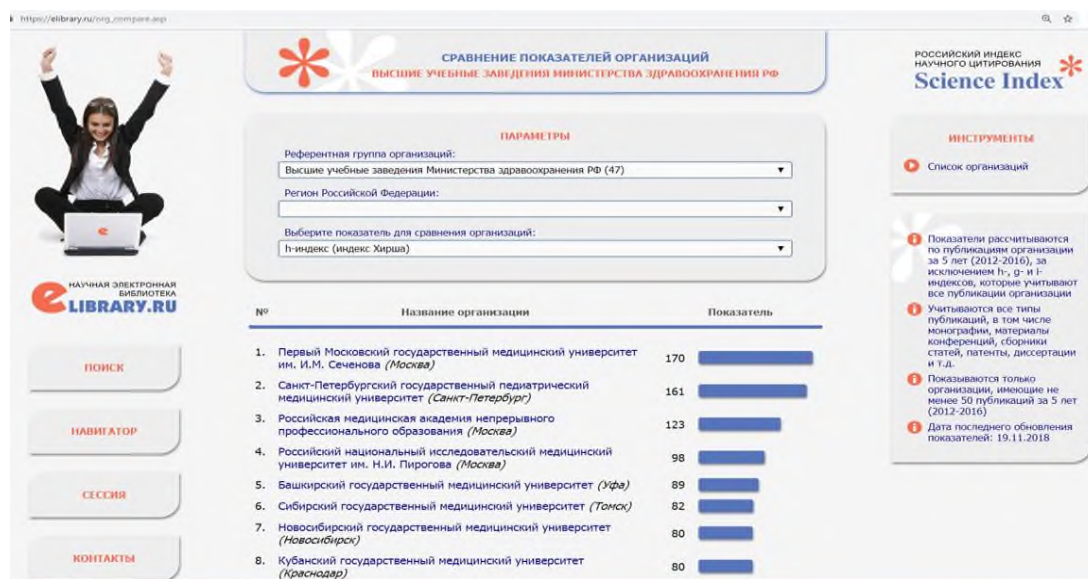 https://elibrary.ru/org_compare.asp
СРАВНЕНИЕ ПОКАЗАТЕЛЕЙ ОРГАНИЗАЦИЙ
ВЫСШИЕ УЧЕБНЫЕ ЗАВЕДЕНИЯ МИНИСТЕРСТВА ЗДРАВООХРАНЕНИЯ РФ
ПАРАМЕТРЫ
Референтная группа организаций:
Высшие учебные заведения Министерства здравоохранения РФ (47)
Регион Российской Федерации:
Выберите показатель для сравнения организаций:
h-индекс (индекс Хирша)
№ Название организации Показатель
1. Первый Московский государственный медицинский университет
им. И.М. Сеченова (Москва) 170
2. Санкт-Петербургский государственный педиатрический
медицинский университет (Санкт-Петербург) 161
3. Российская медицинская академия непрерывного
профессионального образования (Москва) 123
4. Российский национальный исследовательский медицинский
университет им. Н.И. Пирогова (Москва) 98
5. Башкирский государственный медицинский университет (Уфа) 89
6. Сибирский государственный медицинский университет (Томск) 82
7. Новосибирский государственный медицинский университет
(Новосибирск) 80
8. Кубанский государственный медицинский университет
(Краснодар) 80
НАУЧНАЯ ЭЛЕКТРОННАЯ
БИБЛИОТЕКА
eLIBRARY.RU
ПОИСК
НАВИГАТОР
СЕССИЯ
КОНТАКТЫ
РОССИЙСКИЙ ИНДЕКС
НАУЧНОГО ЦИТИРОВАНИЯ
Science Index
ИНСТРУМЕНТЫ
Список организаций
Показатели рассчитываются
по публикациям организации
за 5 лет (2012-2016), за
исключением h-, g- и i-
индексов, которые учитывают
все публикации организации
Учитываются все типы
публикаций, в том числе
монографии, материалы
конференций, сборники
статей, патенты, диссертации
и т.д.
Показываются только
организации, имеющие не
менее 50 публикаций за 5 лет
(2012-2016)
Дата последнего обновления
показателей: 19.11.2018